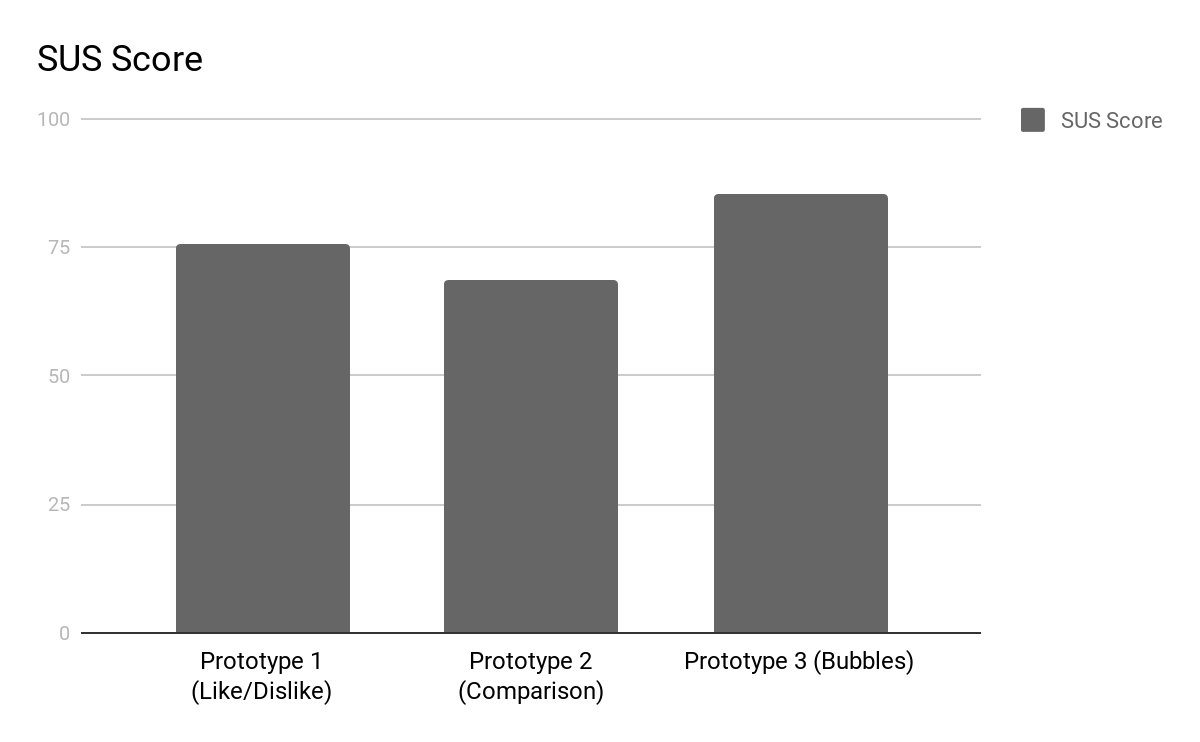 SUS Score
100
SUS Score
75
50
25
0
Prototype 1
(Like/Dislike)
Prototype 2
(Comparison)
Prototype 3 (Bubbles)